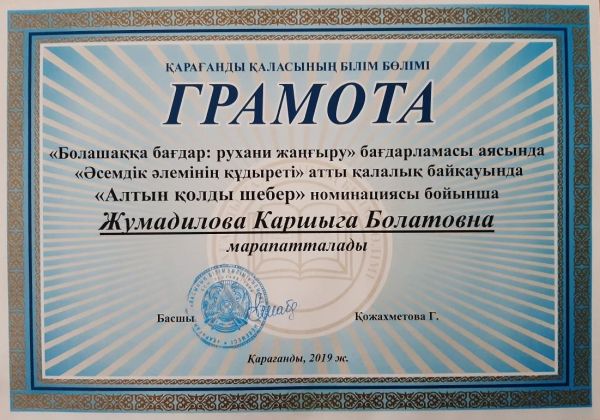 ҚАРАҒАНДЫ ҚАЛАСЫНЫҢ БІЛІМ БӨЛІМІ
ГРАМОТА
«Болашаққа бағдар: рухани жаңғыру» бағдарламасы аясында
«Әсемдік әлемінің құдыреті» атты қалалық байқауында
«Алтын қолды шебер» номинациясы бойынша
Жумадилова Каршыга Болатовна
марапатталады
Басшы
Қожахметова Г.
Қарағанды, 2019 ж.